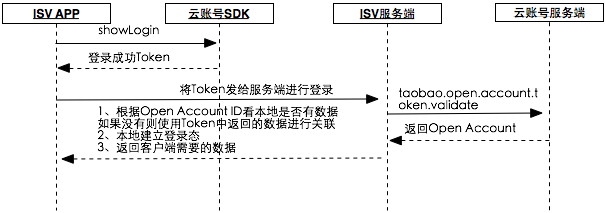 ISV APP
云账号SDK
ISV服务端
云账号服务端
showLogin
登录成功Token
将Token发给服务端进行登录
taobao.open.account.t
oken.validate
返回Open Account
1、根据Open Account ID看本地是否有数据
如果没有则使用Token中返回的数据进行关联
2、本地建立登录态
3、返回客户端需要的数据